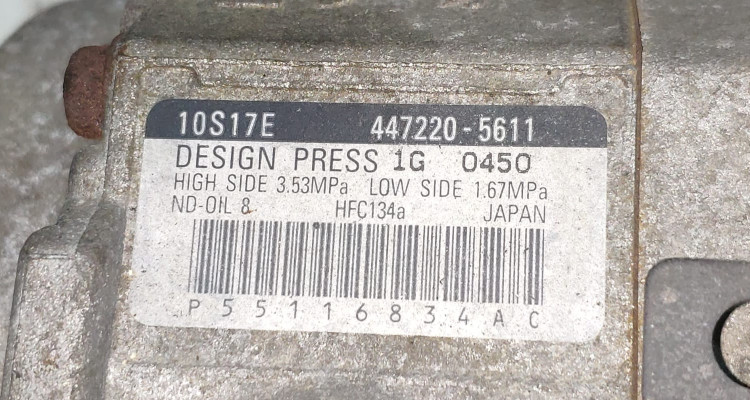 10S17E 447220-5611
DESIGN PRESS 1G 0450
HIGH SIDE 3.53MPa LOW SIDE 1.67MPa
ND-OIL 8 HFC134a JAPAN
P55116834AC